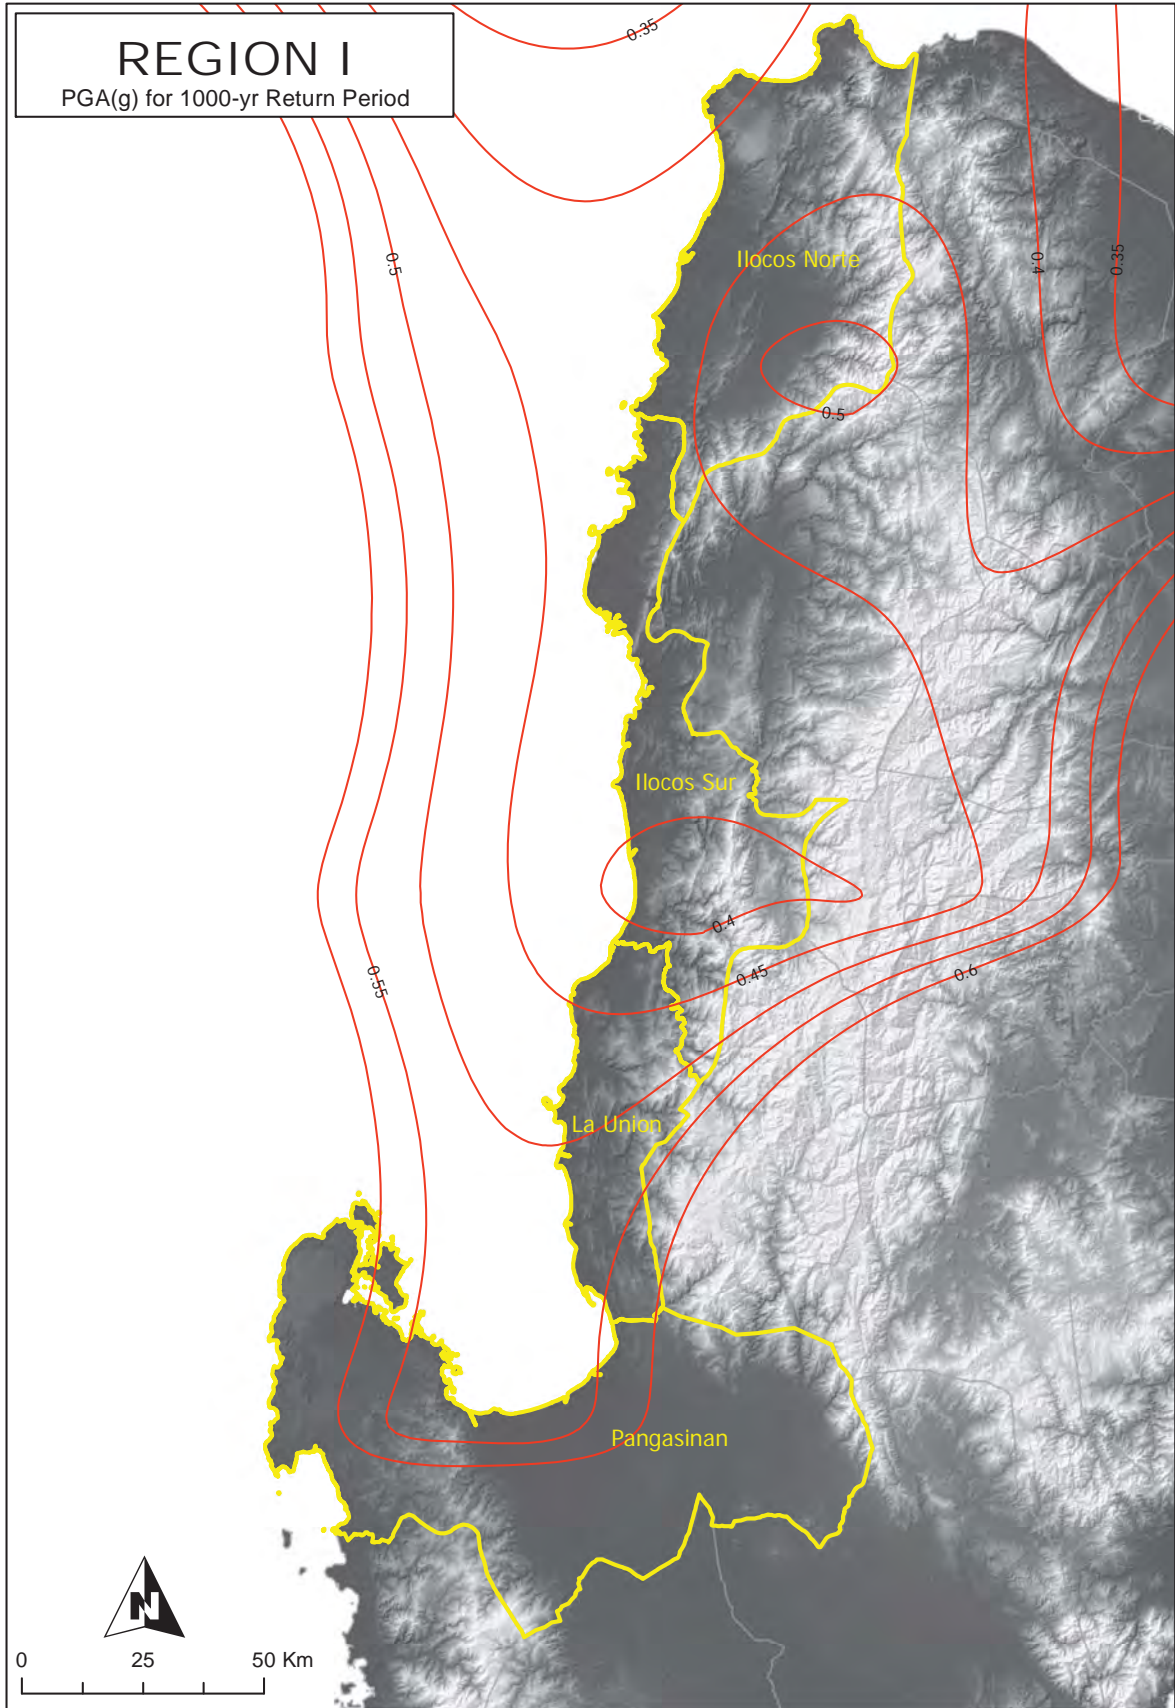 REGION I
PGA(g) for 1000-yr Return Period
0.35
0.5
Ilocos Norte
0.4
0.35
0.5
Ilocos Sur
0.4
0.45
0.6
0.55
La Union
Pangasinan
N
0 25 50 Km